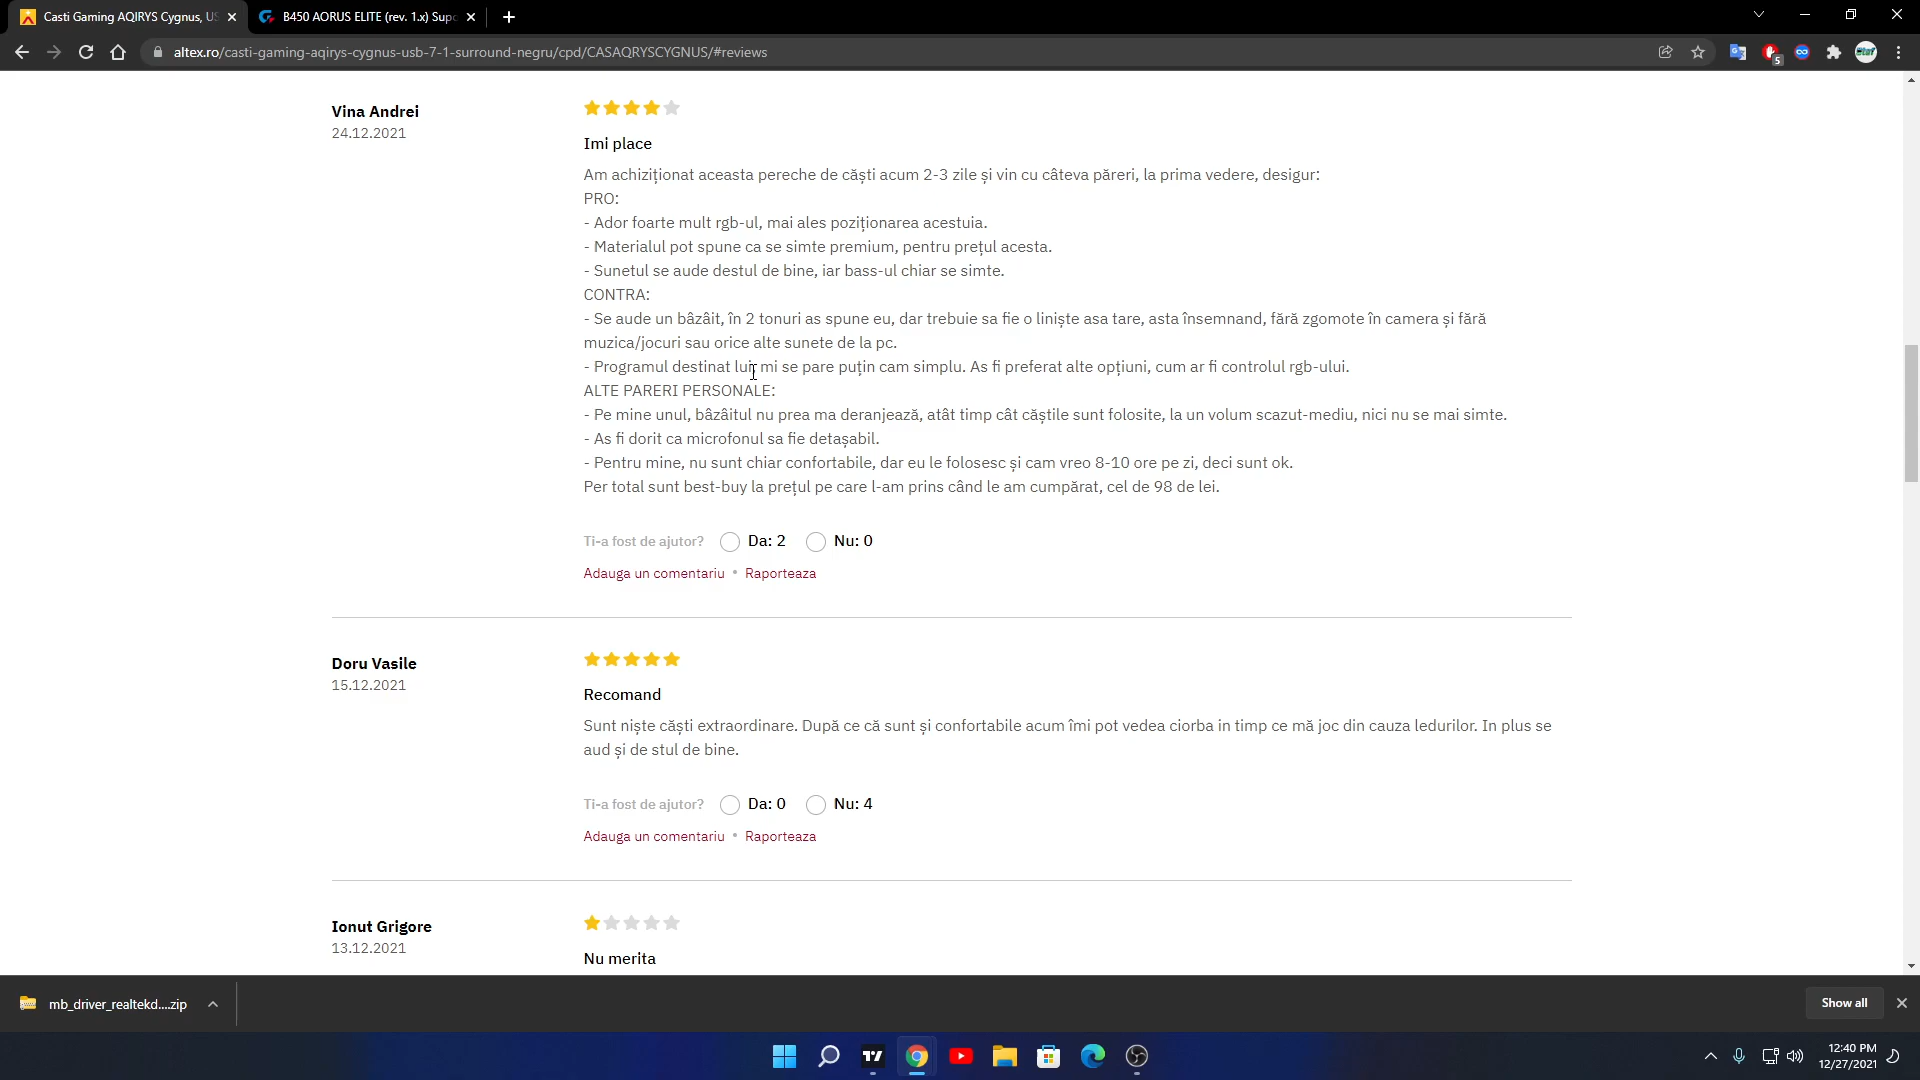 Casti Gaming AQIRYS Cygnus, US
B450 AORUS ELITE (rev. 1.x) Supp
altex.ro/casti-gaming-aqirys-cygnus-usb-7-1-surround-negru/cpd/CASAQRYSCYGNUS/#reviews
5
Vina Andrei
24.12.2021
Imi place
Am achiziționat aceasta pereche de căști acum 2-3 zile și vin cu câteva păreri, la prima vedere, desigur:
PRO:
- Ador foarte mult rgb-ul, mai ales poziționarea acestuia.
- Materialul pot spune ca se simte premium, pentru prețul acesta.
- Sunetul se aude destul de bine, iar bass-ul chiar se simte.
CONTRA:
- Se aude un bâzâit, în 2 tonuri as spune eu, dar trebuie sa fie o liniște asa tare, asta însemnand, fără zgomote în camera și fără
muzica/jocuri sau orice alte sunete de la pc.
- Programul destinat lun mi se pare puțin cam simplu. As fi preferat alte opțiuni, cum ar fi controlul rgb-ului.
ALTE PARERI PERSONALE:
- Pe mine unul, bâzâitul nu prea ma deranjează, atât timp cât căștile sunt folosite, la un volum scazut-mediu, nici nu se mai simte.
- As fi dorit ca microfonul sa fie detașabil.
- Pentru mine, nu sunt chiar confortabile, dar eu le folosesc și cam vreo 8-10 ore pe zi, deci sunt ok.
Per total sunt best-buy la prețul pe care l-am prins când le am cumpărat, cel de 98 de lei.
Ti-a fost de ajutor? Da: 2 Nu: 0
Adauga un comentariu • Raporteaza
Doru Vasile
15.12.2021
Recomand
Sunt niște căști extraordinare. După ce că sunt și confortabile acum îmi pot vedea ciorba in timp ce mă joc din cauza ledurilor. In plus se
aud și de stul de bine.
Ti-a fost de ajutor? Da: 0 Nu: 4
Adauga un comentariu • Raporteaza
Ionut Grigore
13.12.2021
Nu merita
mb_driver_realtekd....zip
Show all
12:40 PM
12/27/2021